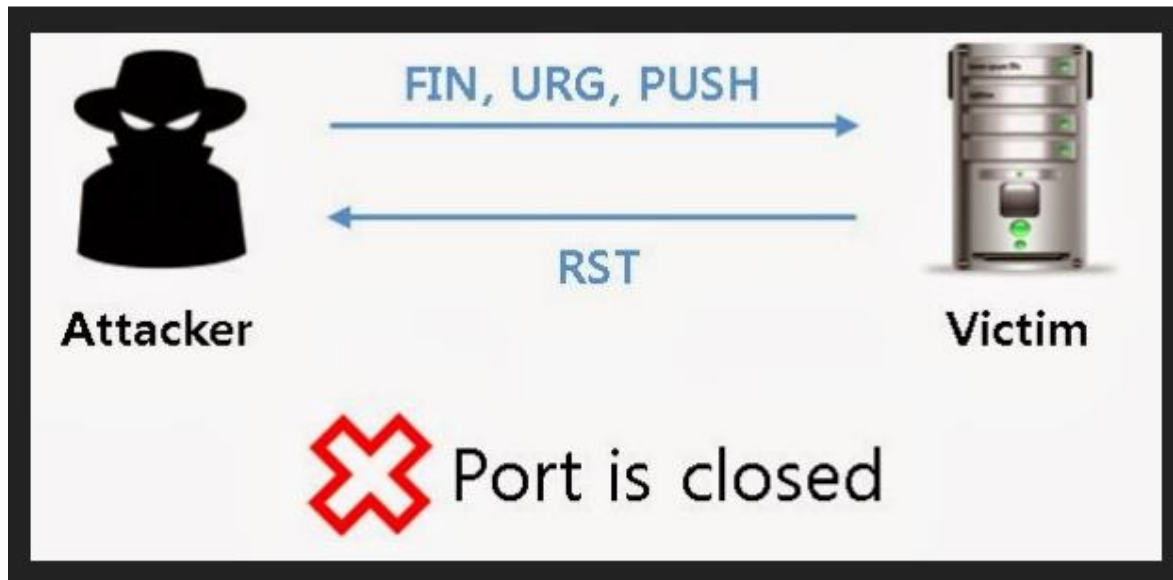 FIN, URG, PUSH
RST
Attacker
Victim
Port is closed